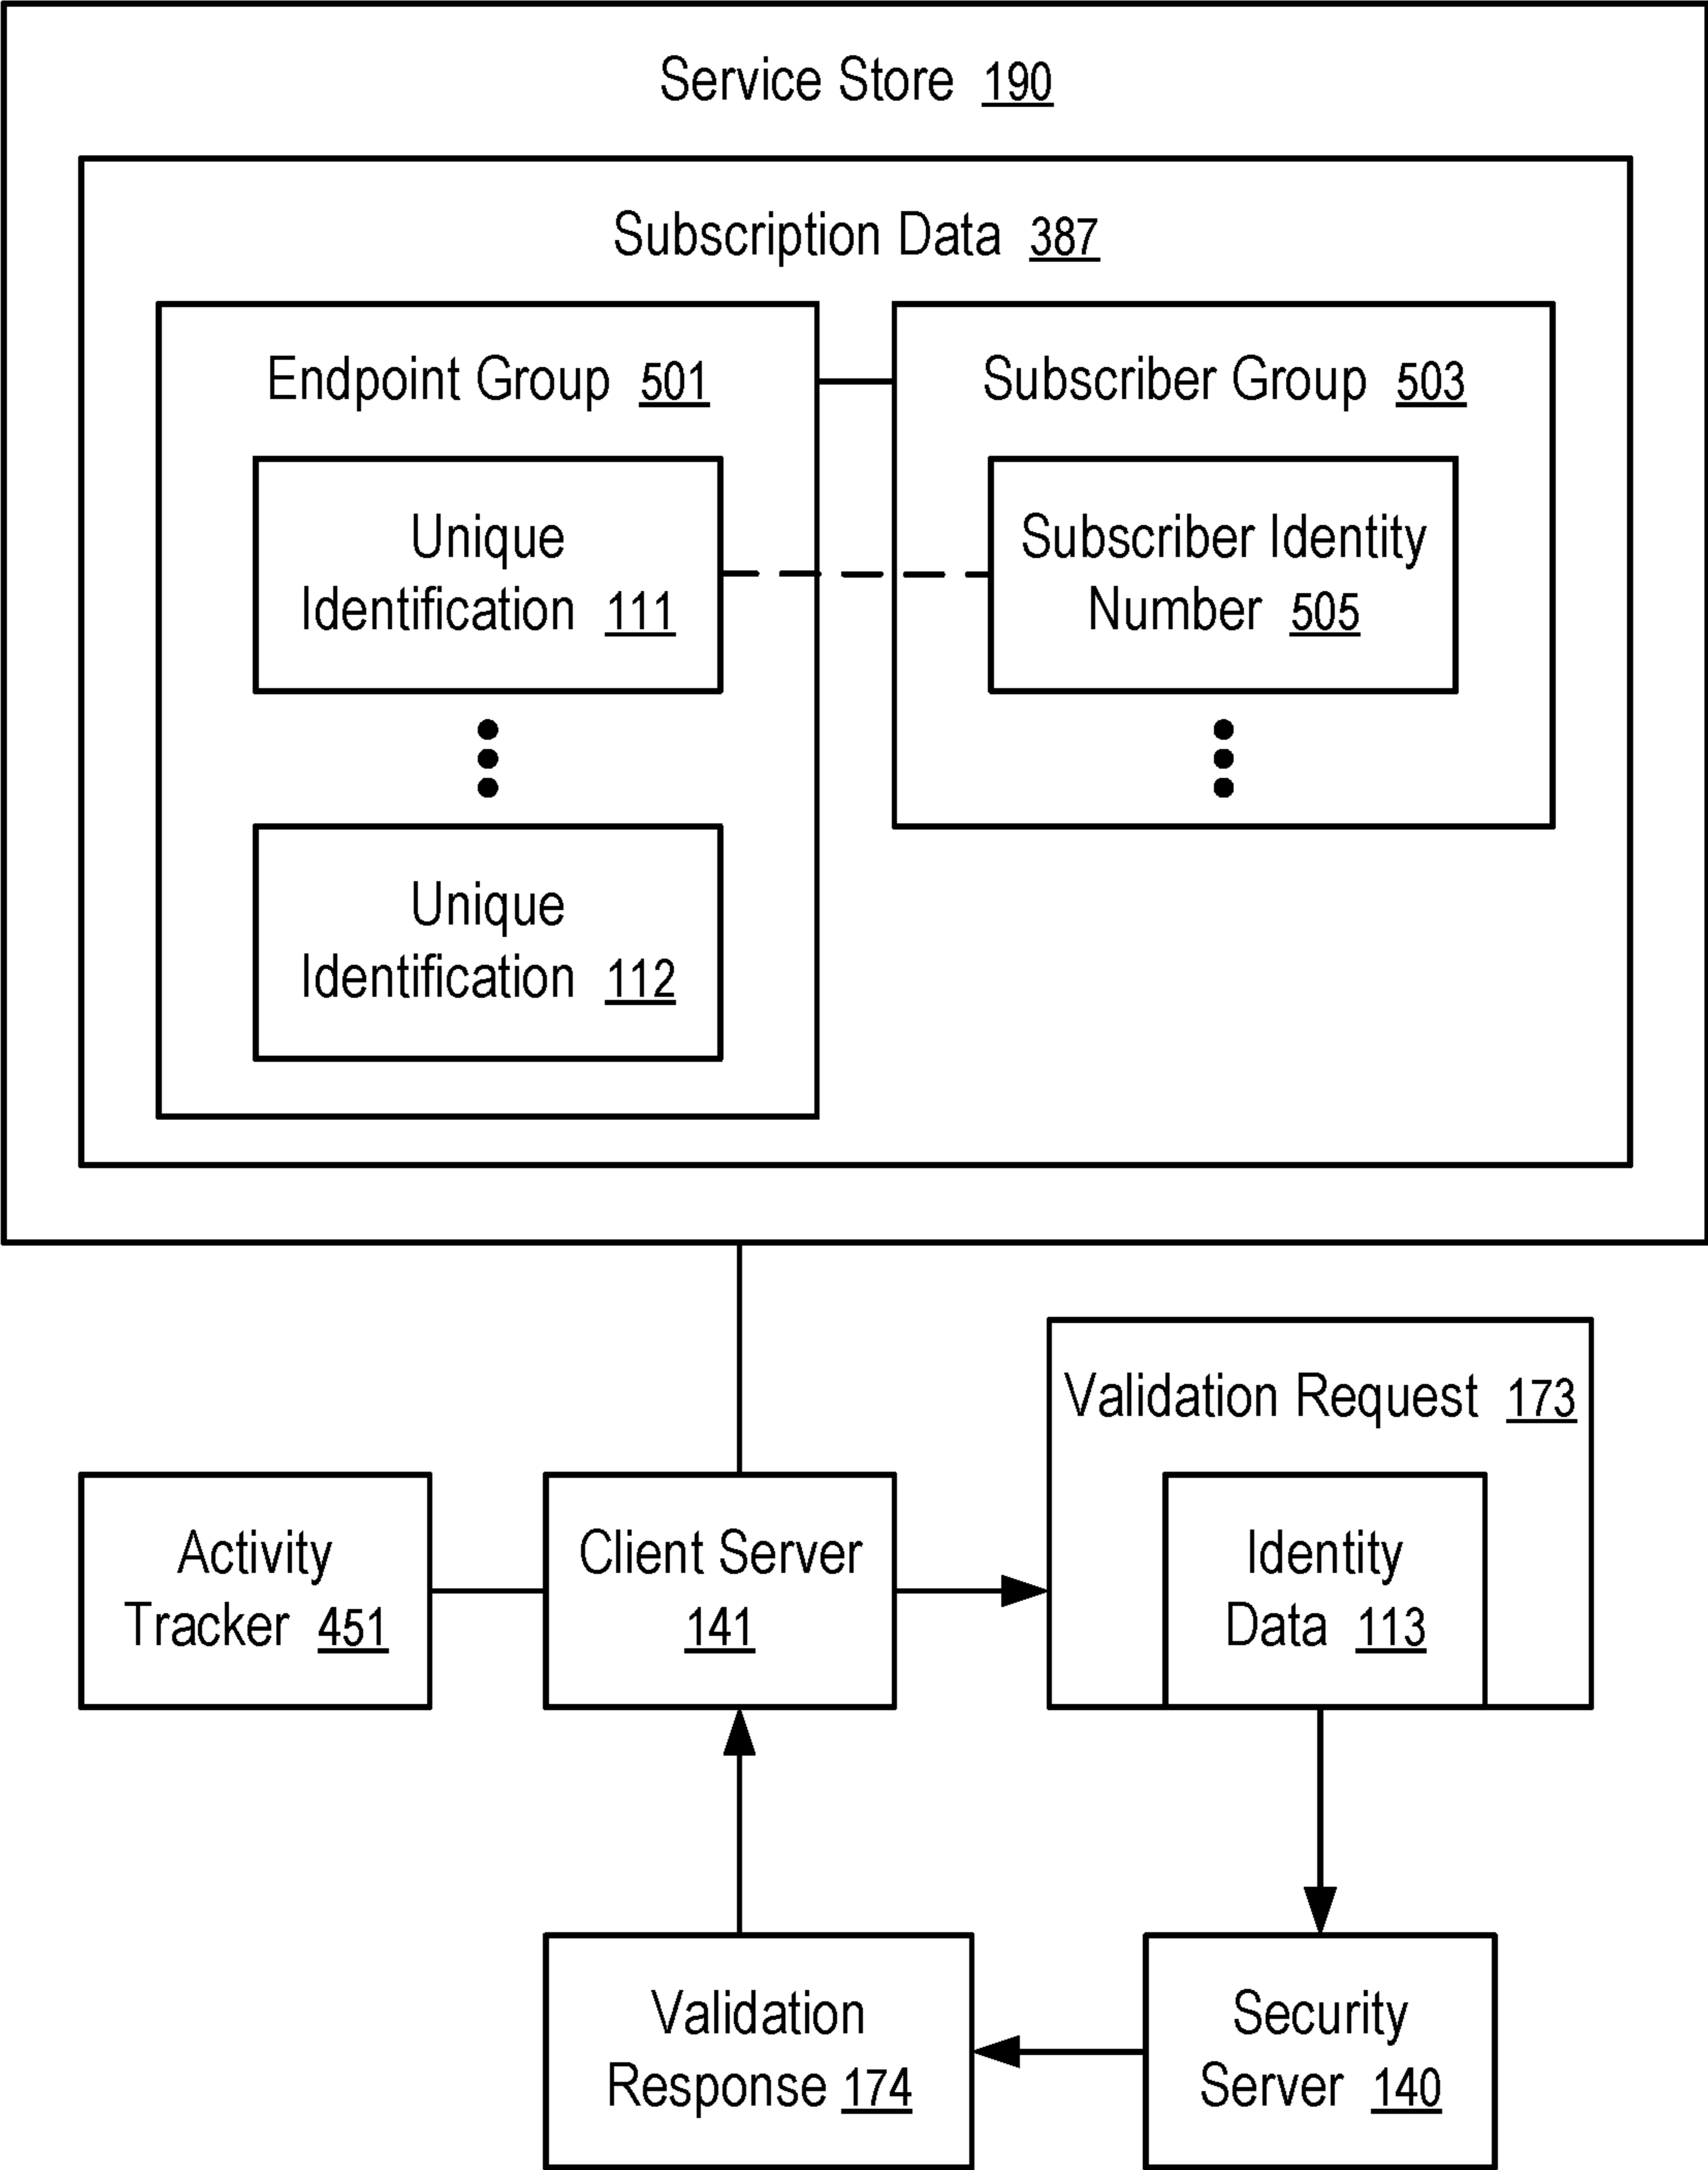 Service Store 190
Subscription Data 387
Endpoint Group 501
Unique
Identification 111
Unique
Identification 112
Subscriber Group 503
Subscriber Identity
Number 505
Activity
Tracker 451
Client Server
141
Validation Request 173
Identity
Data 113
Validation
Response 174
Security
Server 140